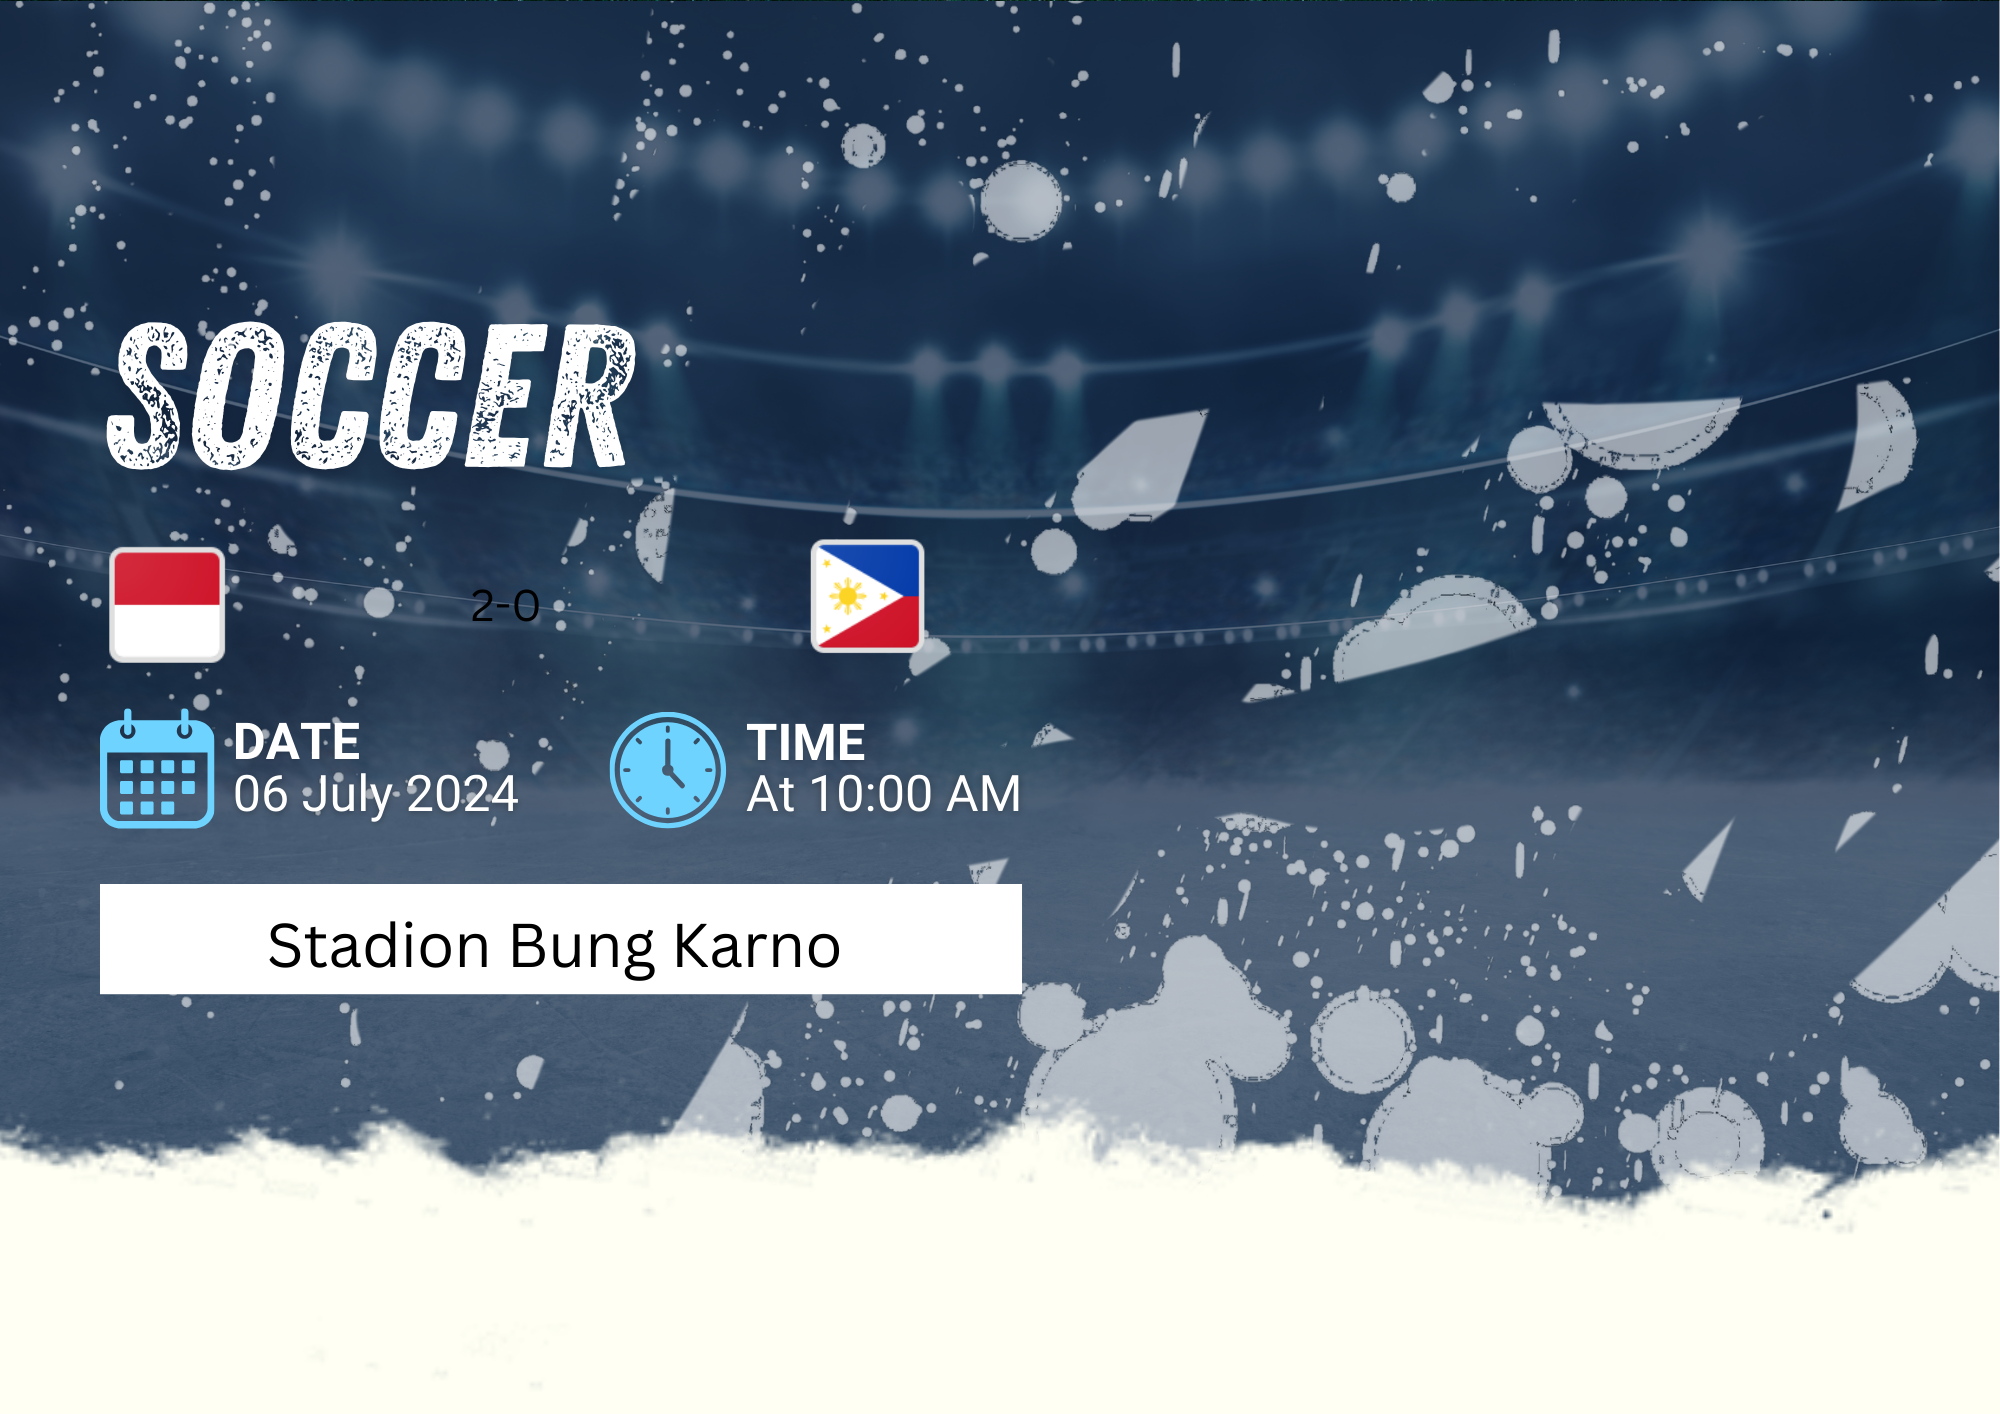 SOCCER
2-0
DATE
06 July 2024
TIME
At 10:00 AM
Stadion Bung Karno